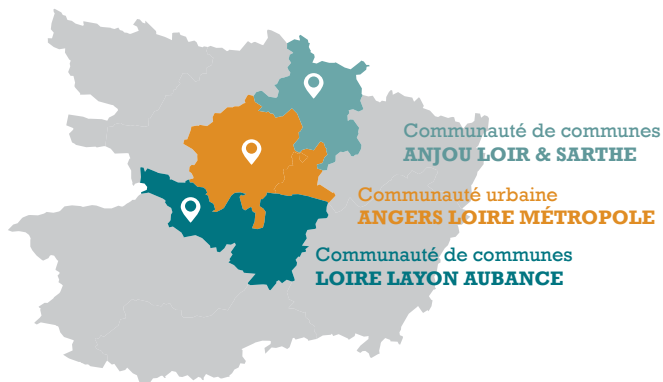 Communauté de communes
ANJOU LOIR & SARTHE
Communauté urbaine
ANGERS LOIRE MÉTROPOLE
Communauté de communes
LOIRE LAYON AUBANCE